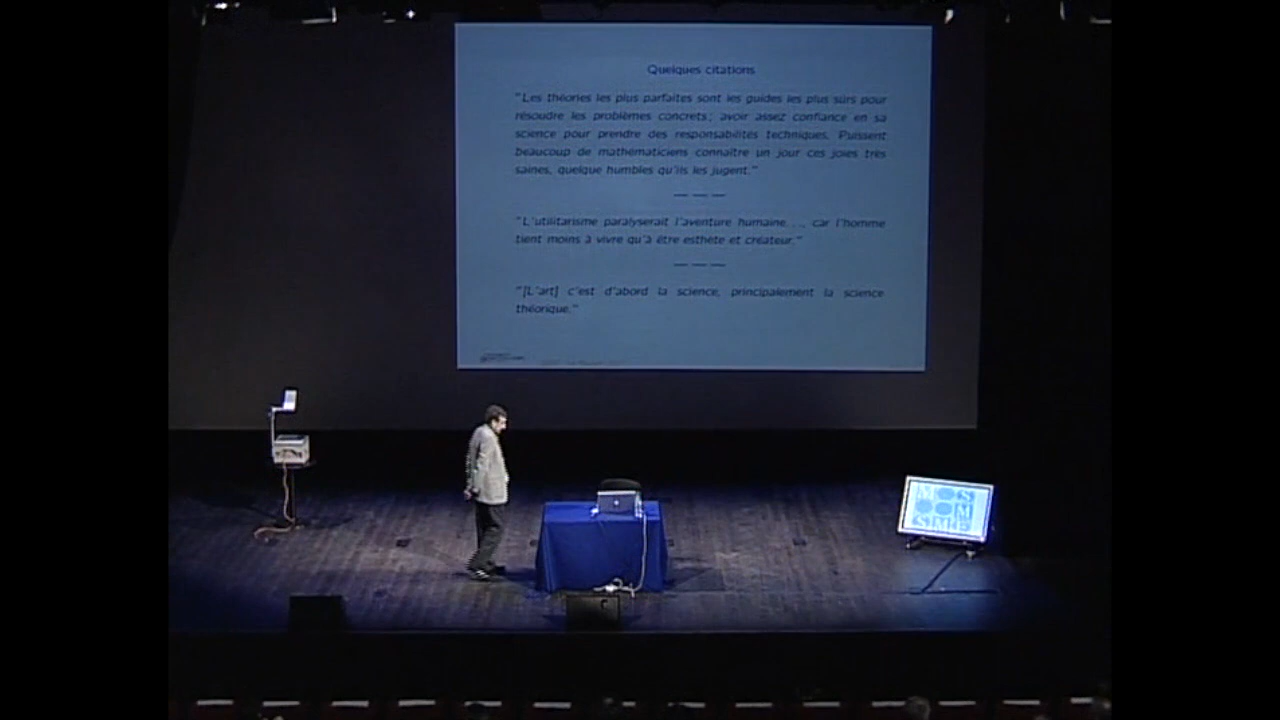 Quelques citations
"Les théories les plus parfaites sont les guides les plus sûrs pour
résoudre les problèmes concrets; avoir assez confiance en sa
science pour prendre des responsabilités techniques. Puissent
beaucoup de mathématiciens connaître un jour ces joies très
saines, quelque humbles qu'ils les jugent."
— — —
"L'utilitarisme paralyserait l'aventure humaine..., car l'homme
tient moins à vivre qu'à être esthète et créateur."
— — —
"[L'art] c'est d'abord la science, principalement la science
théorique."
M S
M
S M E